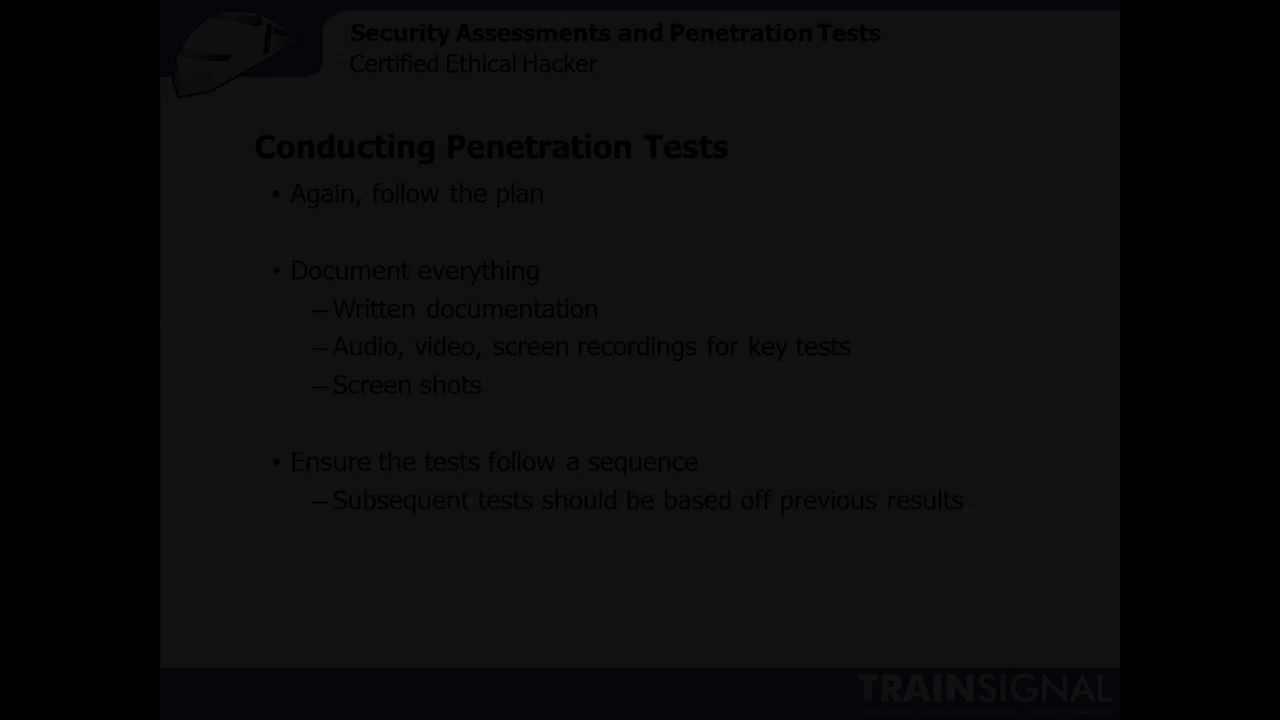 Security Assessments and Penetration Tests
Certified Ethical Hacker
Conducting Penetration Tests
• Again, follow the plan
• Document everything
– Written documentation
– Audio, video, screen recordings for key tests
– Screen shots
• Ensure the tests follow a sequence
– Subsequent tests should be based off previous results
TRAINSIGNAL